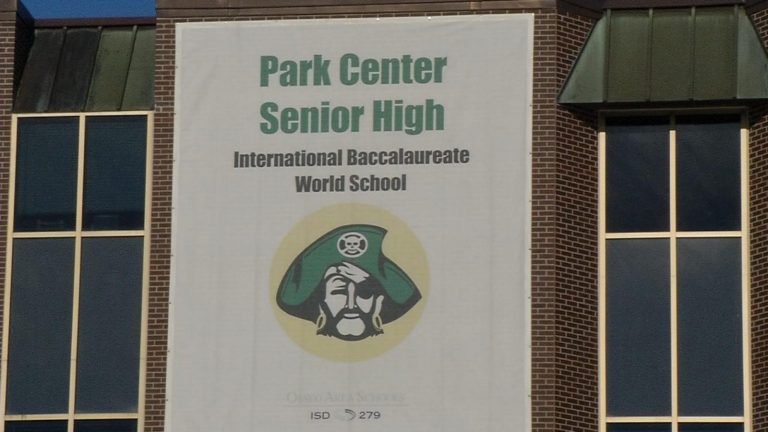 Park Center
Senior High
International Baccalaureate
World School
Osseo Area Schools
ISD 279